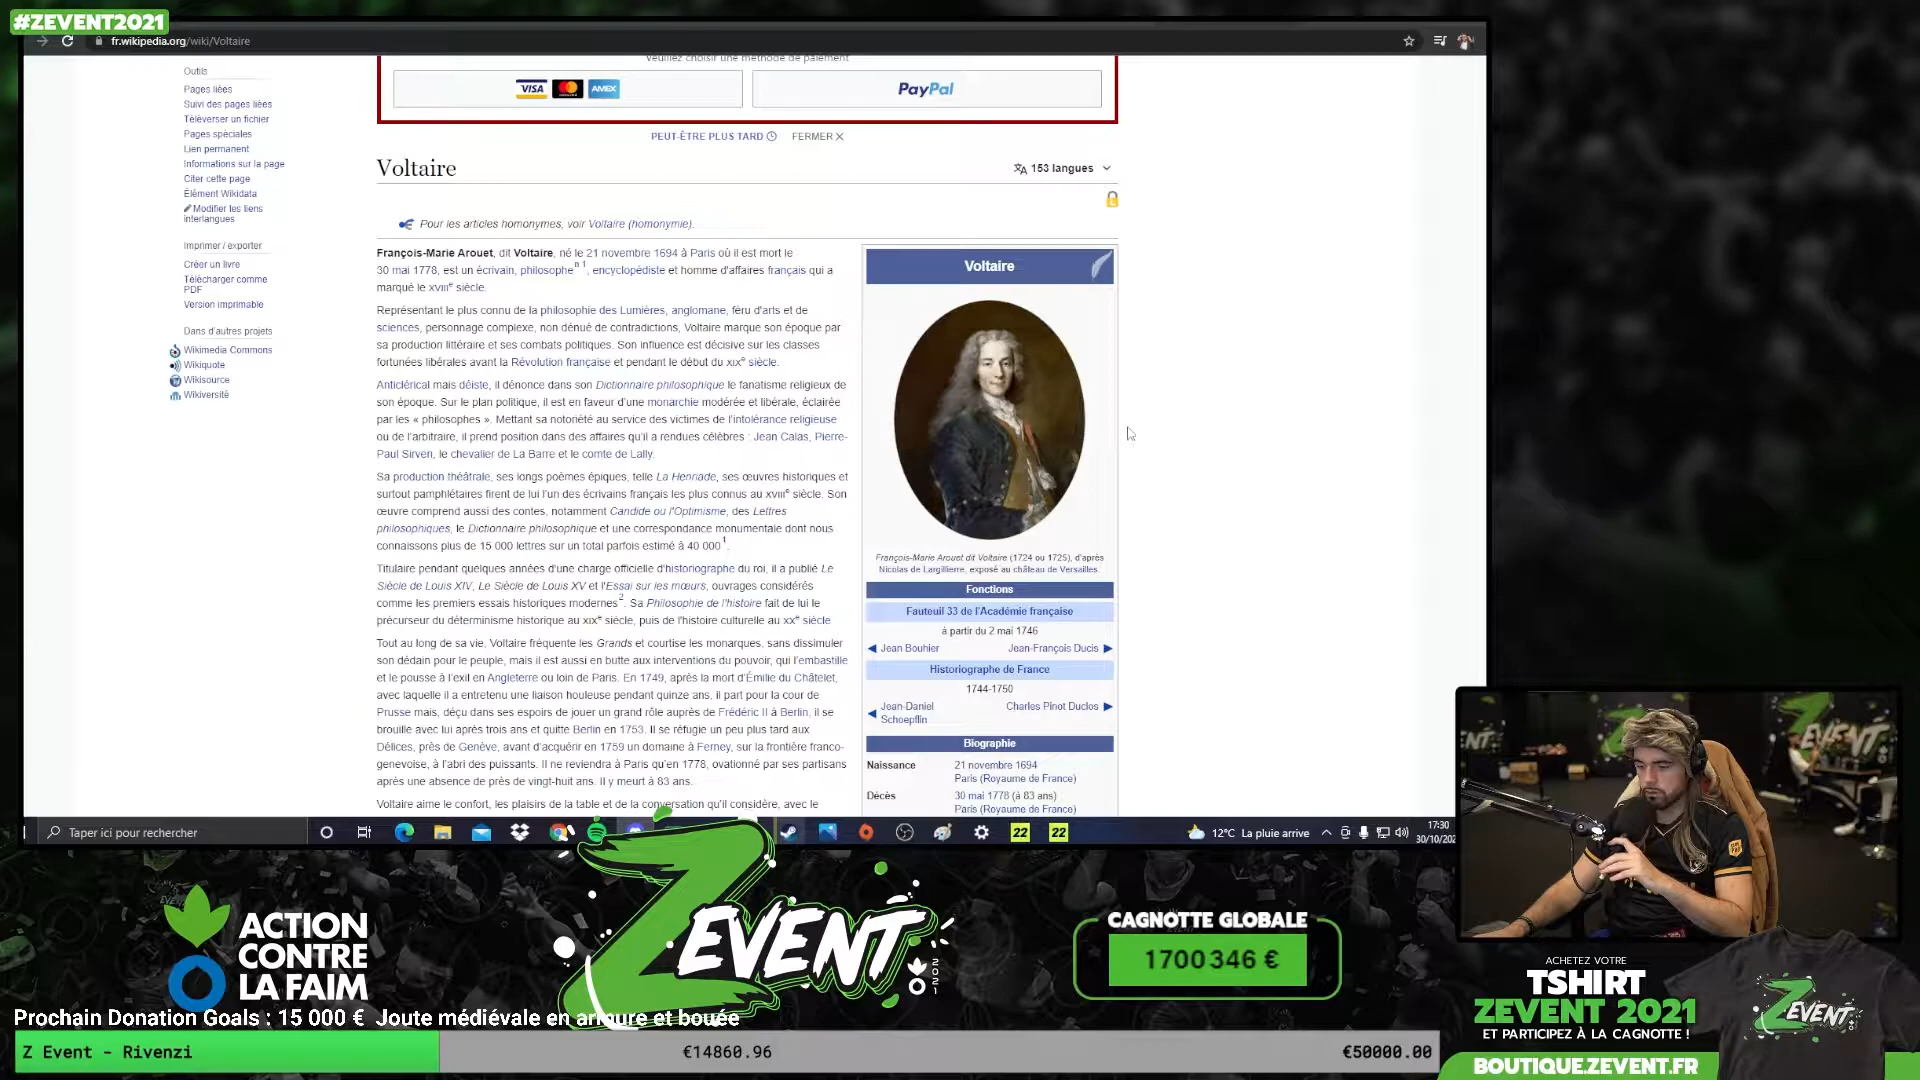 #ZEVENT2021
fr.wikipedia.org/wiki/Voltaire
Outils
Pages liées
Suivi des pages liées
Téléverser un fichier
Pages spéciales
Lien permanent
Informations sur la page
Citer cette page
Élément Wikidata
Modifier les liens
interlangues
Imprimer / exporter
Créer un livre
Télécharger comme
PDF
Version imprimable
Dans d'autres projets
Wikimedia Commons
Wikiquote
Wikisource
Wikiversité
Veuillez choisir une méthode de paiement
VISA
AMEX
PayPal
PEUT-ÊTRE PLUS TARD
FERMER
Voltaire
153 langues
Pour les articles homonymes, voir Voltaire (homonymie).
François-Marie Arouet, dit Voltaire, né le 21 novembre 1694 à Paris où il est mort le
30 mai 1778, est un écrivain, philosophe n 1, encyclopédiste et homme d'affaires français qui a
marqué le XVIIIe siècle.
Représentant le plus connu de la philosophie des Lumières, anglomane, féru d'arts et de
sciences, personnage complexe, non dénué de contradictions, Voltaire marque son époque par
sa production littéraire et ses combats politiques. Son influence est décisive sur les classes
fortunées libérales avant la Révolution française et pendant le début du XIXe siècle.
Anticlérical mais déiste, il dénonce dans son Dictionnaire philosophique le fanatisme religieux de
son époque. Sur le plan politique, il est en faveur d'une monarchie modérée et libérale, éclairée
par les « philosophes ». Mettant sa notoriété au service des victimes de l'intolérance religieuse
ou de l'arbitraire, il prend position dans des affaires qu'il a rendues célèbres : Jean Calas, Pierre-
Paul Sirven, le chevalier de La Barre et le comte de Lally.
Sa production théâtrale, ses longs poèmes épiques, telle La Henriade, ses œuvres historiques et
surtout pamphlétaires firent de lui l'un des écrivains français les plus connus au XVIIIe siècle. Son
œuvre comprend aussi des contes, notamment Candide ou l'Optimisme, des Lettres
philosophiques, le Dictionnaire philosophique et une correspondance monumentale dont nous
connaissons plus de 15 000 lettres sur un total parfois estimé à 40 000 1.
Titulaire pendant quelques années d'une charge officielle d'historiographe du roi, il a publié Le
Siècle de Louis XIV, Le Siècle de Louis XV et l'Essai sur les mœurs, ouvrages considérés
comme les premiers essais historiques modernes 2. Sa Philosophie de l'histoire fait de lui le
précurseur du déterminisme historique au XIXe siècle, puis de l'histoire culturelle au XXe siècle
Tout au long de sa vie, Voltaire fréquente les Grands et courtise les monarques, sans dissimuler
son dédain pour le peuple, mais il est aussi en butte aux interventions du pouvoir, qui l'embastille
et le pousse à l'exil en Angleterre ou loin de Paris. En 1749, après la mort d'Émilie du Châtelet,
avec laquelle il a entretenu une liaison houleuse pendant quinze ans, il part pour la cour de
Prusse mais, déçu dans ses espoirs de jouer un grand rôle auprès de Frédéric II à Berlin, il se
brouille avec lui après trois ans et quitte Berlin en 1753. Il se réfugie un peu plus tard aux
Délices, près de Genève, avant d'acquérir en 1759 un domaine à Ferney, sur la frontière franco-
genevoise, à l'abri des puissants. Il ne reviendra à Paris qu'en 1778, ovationné par ses partisans
après une absence de près de vingt-huit ans. Il y meurt à 83 ans.
Voltaire aime le confort, les plaisirs de la table et de la conversation qu'il considère, avec le
Voltaire
François-Marie Arouet dit Voltaire (1724 ou 1725), d'après
Nicolas de Largillierre, exposé au château de Versailles.
Fonctions
Fauteuil 33 de l'Académie française
à partir du 2 mai 1746
Jean Bouhier
Jean-François Ducis
Historiographe de France
1744-1750
Jean-Daniel
Schoepflin
Charles Pinot Duclos
Biographie
Naissance
21 novembre 1694
Paris (Royaume de France)
Décès
30 mai 1778 (à 83 ans)
Paris (Royaume de France)
Taper ici pour rechercher
22
22
12°C La pluie arrive
17:30
30/10/202
ACTION
CONTRE
LA FAIM
ZEVENT
2021
CAGNOTTE GLOBALE
1700 346 €
Prochain Donation Goals : 15 000 € Joute médiévale en armure et bouée
Z Event - Rivenzi
€14860.96
€50000.00
ACHETEZ VOTRE
TSHIRT
ZEVENT 2021
ET PARTICIPEZ À LA CAGNOTTE !
BOUTIQUE.ZEVENT.FR
ZEVENT